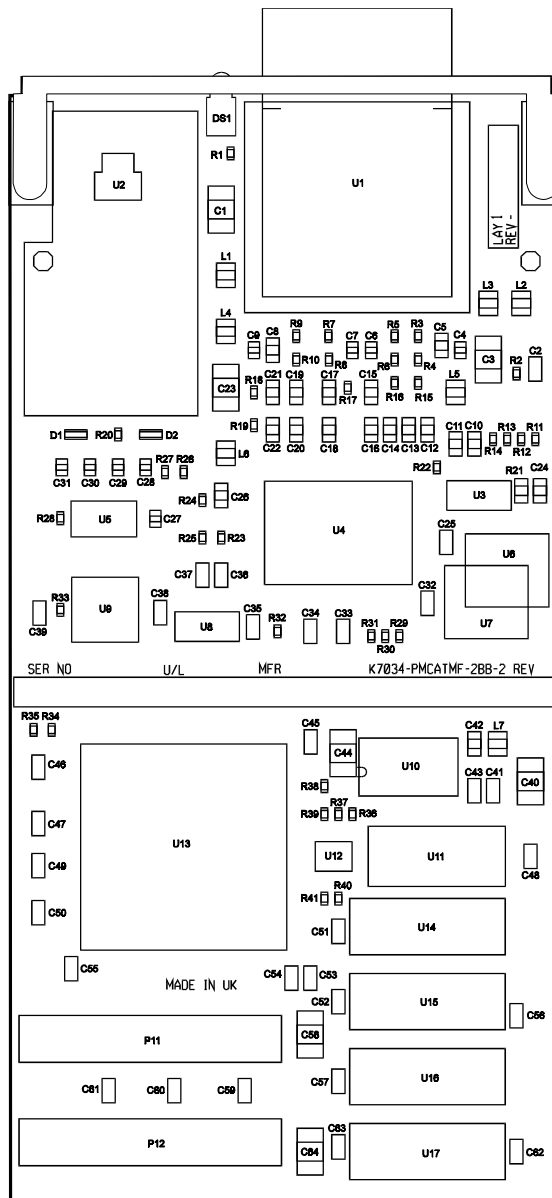 DS1
R1
U2
U1
C1
LAY 1
REV -
L1
L3 L2
L4
R9 R7 R5 R3
C9 C8 C7 C6 C5 C4
R10 R8 R6 R4
C3 R2 C2
C23 R18 C21 C19 C17 R17 C15 R16 R15 L5
D1 R20 D2 R19
C22 C20 C18 C16 C14 C13 C12 C11 C10 R14 R13 R12 R11
L6
C31 C30 C29 C28 R27 R26
R22
R24 C26 U3 R21 C24
R28 U5 C27 U4
R25 R23 C25 U6
C37 C36
C39 R33 U9 C38 U8 C35 R32 C34 C33 C32 U7
R31 R29
R30
SER NO U/L MFR K7034-PMCATMF-2BB-2 REV
R35 R34 C45 C42 L7
C46 C44 U10
R38 C43 C41 C40
R39 R37 R36
C47
U13 U12 U11
C49 C48
R41 R40
C50 C51 U14
C55 C54 C53
MADE IN UK
C52 U15 C56
P11 C58
C61 C60 C59 C57 U16
P12 C64 C63 U17 C62